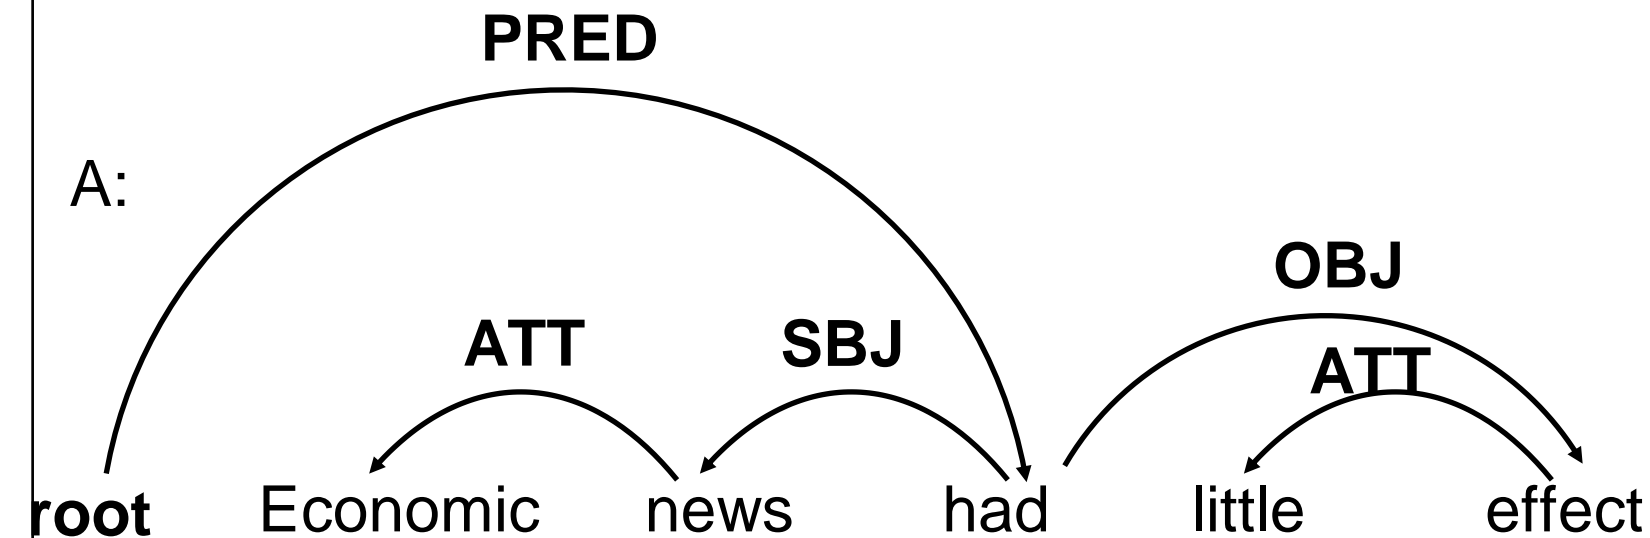 PRED
A:
OBJ
ATT SBJ ATT
root Economic news had little effect